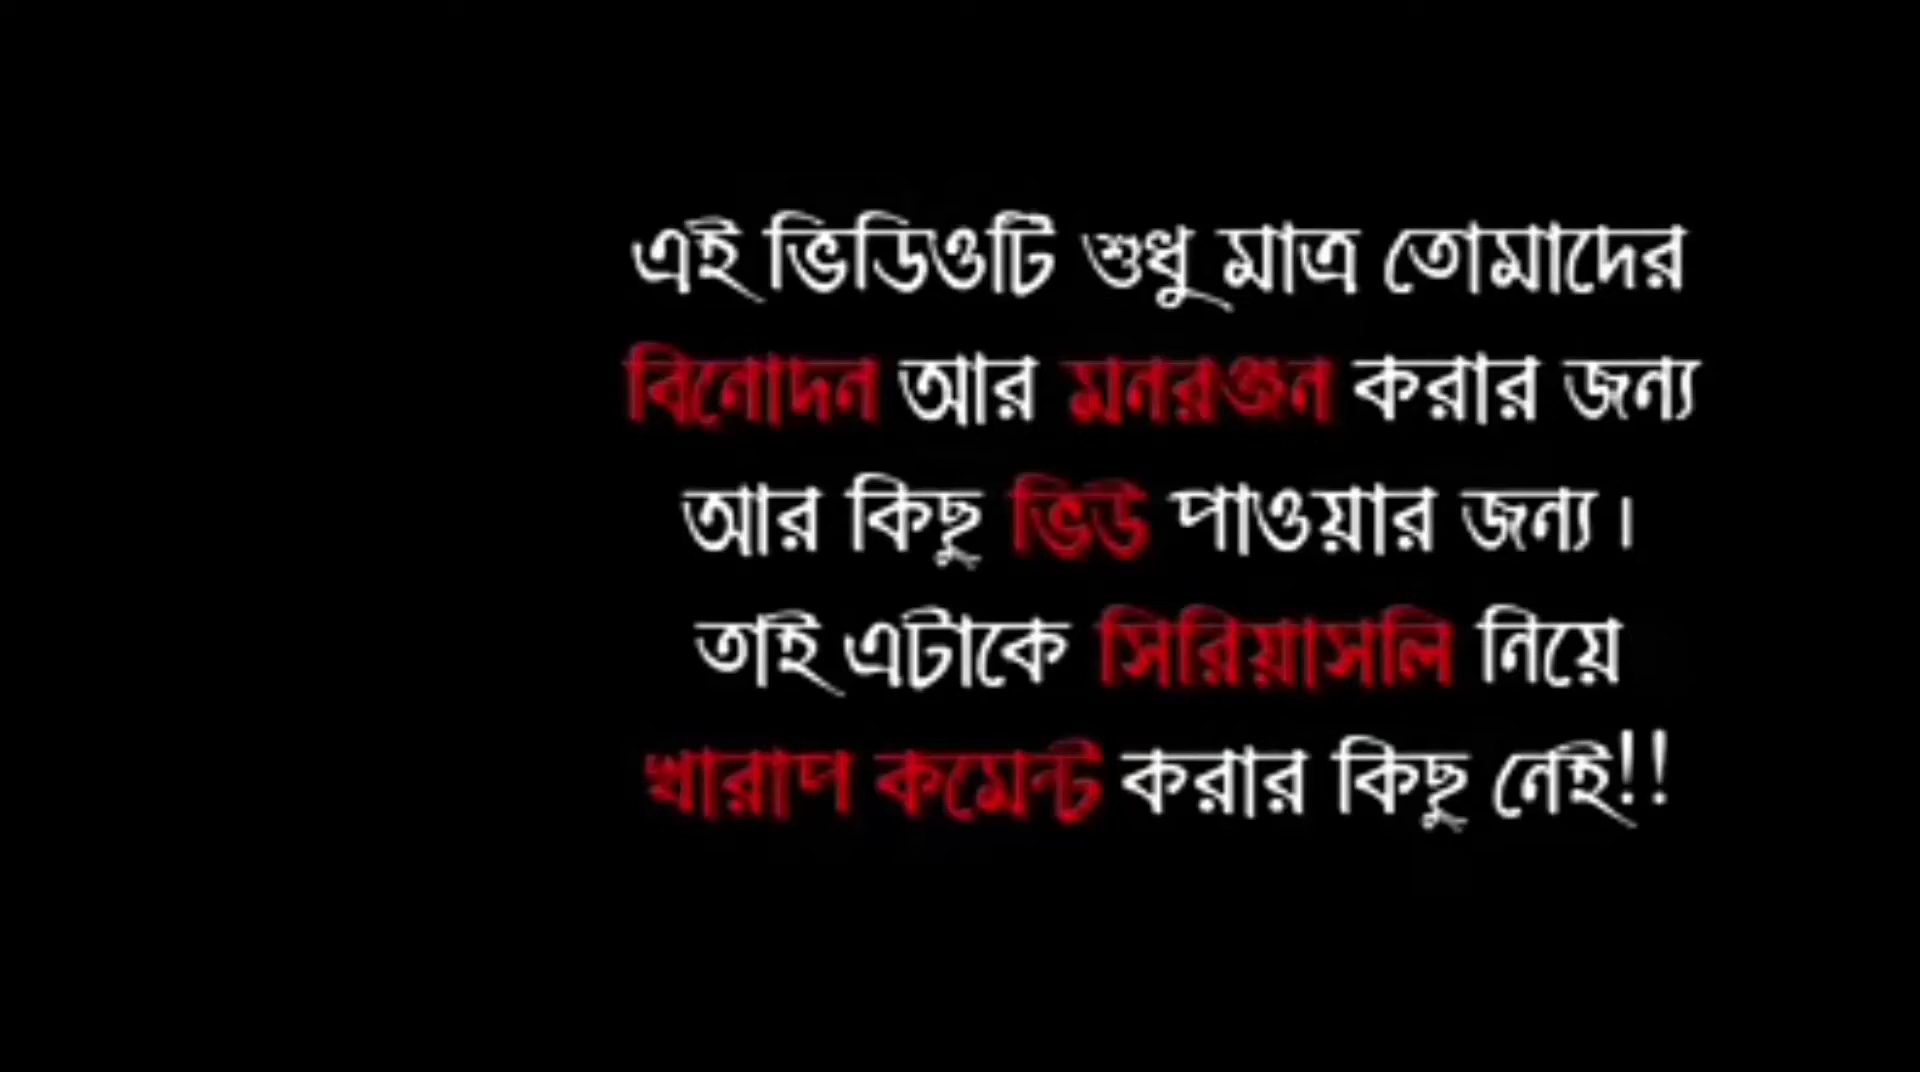 এই ভিডিওটি শুধু মাত্র তোমাদের
বিনোদন আর মনরঞ্জন করার জন্য
আর কিছু ভিউ পাওয়ার জন্য।
তাই এটাকে সিরিয়াসলি নিয়ে
খারাপ কমেন্ট করার কিছু নেই!!